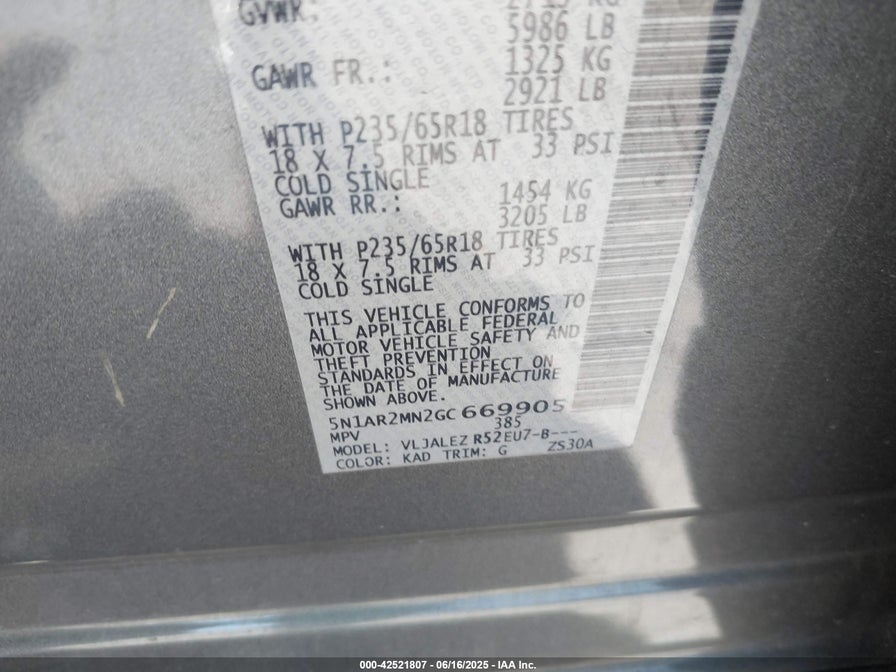 GVWR: 2715 KG
5986 LB
GAWR FR.: 1325 KG
2921 LB
WITH P235/65R18 TIRES
18 X 7.5 RIMS AT 33 PSI
COLD SINGLE
GAWR RR.: 1454 KG
3205 LB
WITH P235/65R18 TIRES
18 X 7.5 RIMS AT 33 PSI
COLD SINGLE
THIS VEHICLE CONFORMS TO
ALL APPLICABLE FEDERAL
MOTOR VEHICLE SAFETY AND
THEFT PREVENTION
STANDARDS IN EFFECT ON
THE DATE OF MANUFACTURE
SHOWN ABOVE.
5N1AR2MN2GC669905
MPV 385
MODEL: VLJALEZ R52EU7-B---
COLOR: KAD TRIM: G ZS30A
000-42521807 - 06/16/2025 - IAA Inc.